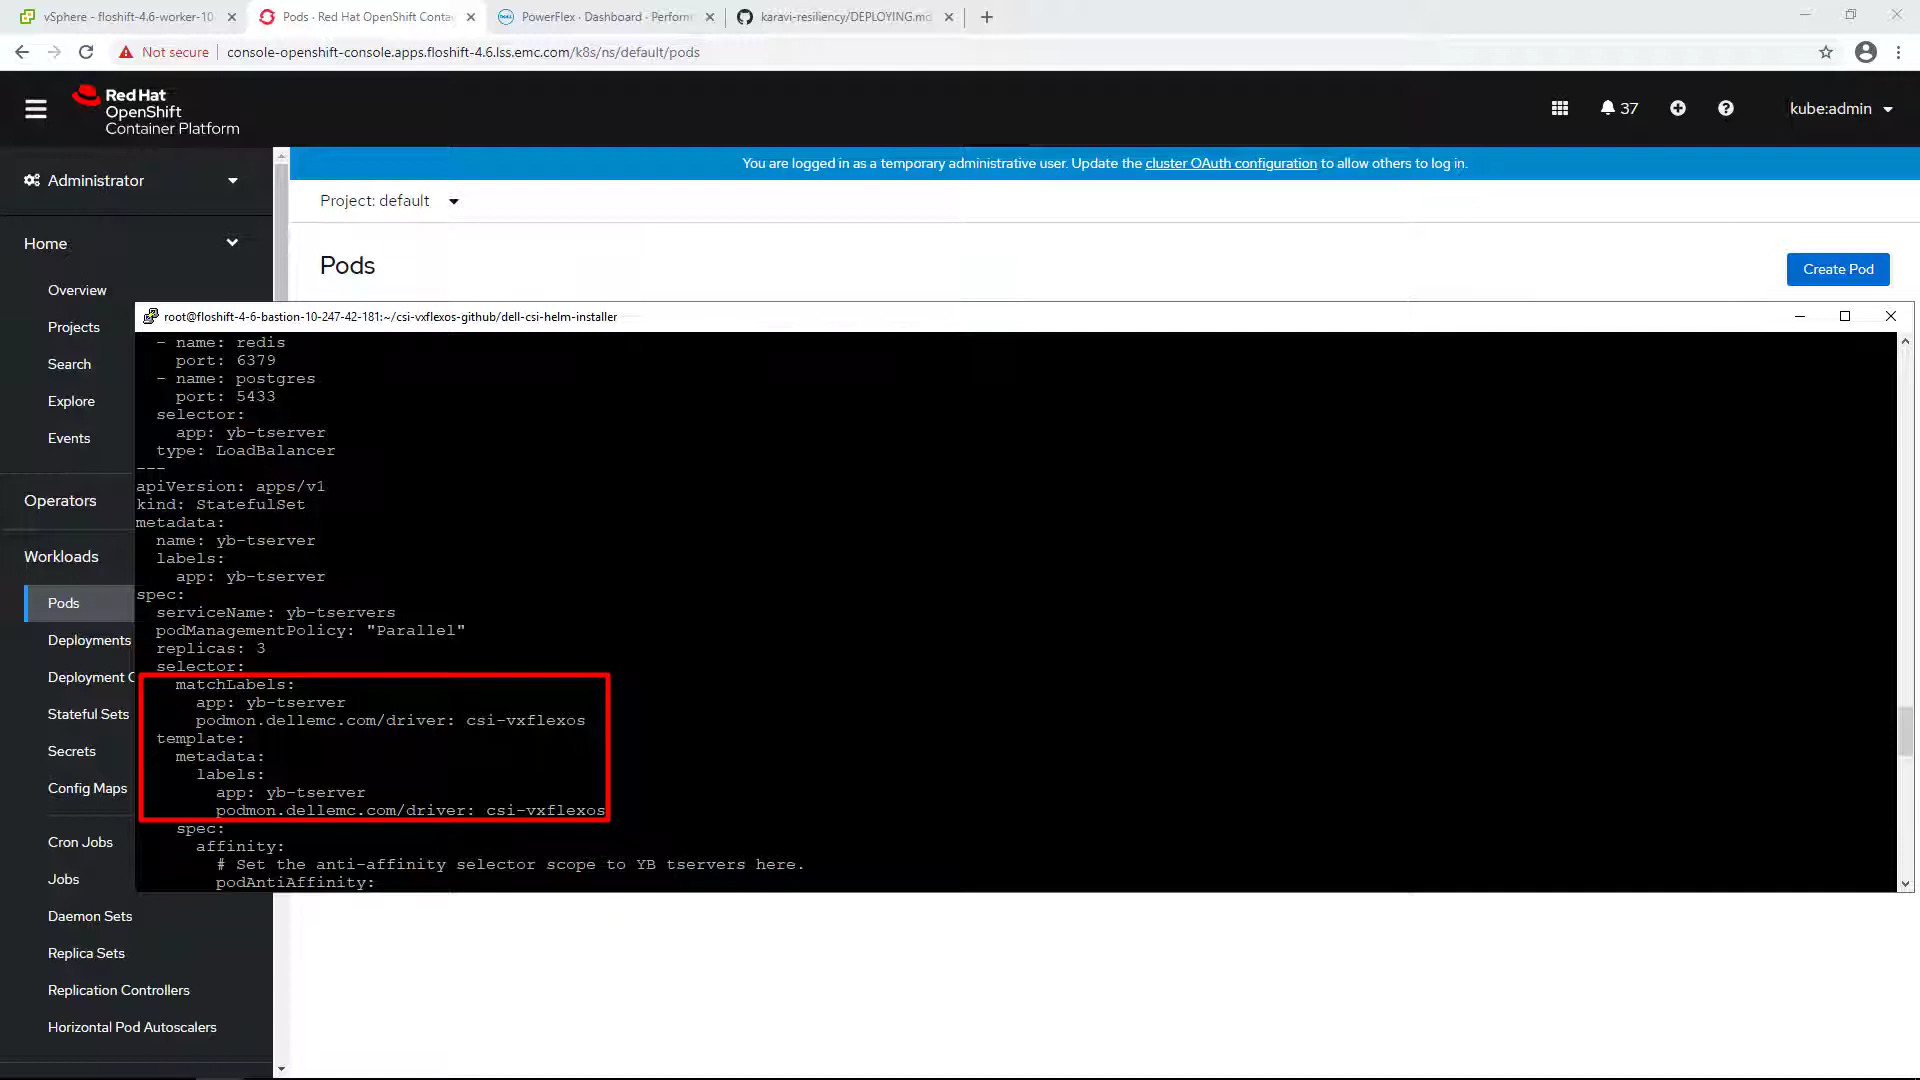 vSphere - floshift-4.6-worker-10
Pods · Red Hat OpenShift Conta
PowerFlex - Dashboard - Perform
karavi-resiliency/DEPLOYING.md
Not secure
console-openshift-console.apps.floshift-4.6.lss.emc.com/k8s/ns/default/pods
Red Hat
OpenShift
Container Platform
37
kube:admin
Administrator
You are logged in as a temporary administrative user. Update the cluster OAuth configuration to allow others to log in.
Project: default
Home
Pods
Create Pod
Overview
Projects
Search
Explore
Events
Operators
Workloads
Pods
Deployments
Deployment C
Stateful Sets
Secrets
Config Maps
Cron Jobs
Jobs
Daemon Sets
Replica Sets
Replication Controllers
Horizontal Pod Autoscalers
root@floshift-4-6-bastion-10-247-42-181:~/csi-vxflexos-github/dell-csi-helm-installer
- name: redis
port: 6379
- name: postgres
port: 5433
selector:
app: yb-tserver
type: LoadBalancer
---
apiVersion: apps/v1
kind: StatefulSet
metadata:
name: yb-tserver
labels:
app: yb-tserver
spec:
serviceName: yb-tservers
podManagementPolicy: "Parallel"
replicas: 3
selector:
matchLabels:
app: yb-tserver
podmon.dellemc.com/driver: csi-vxflexos
template:
metadata:
labels:
app: yb-tserver
podmon.dellemc.com/driver: csi-vxflexos
spec:
affinity:
# Set the anti-affinity selector scope to YB tservers here.
podAntiAffinity: